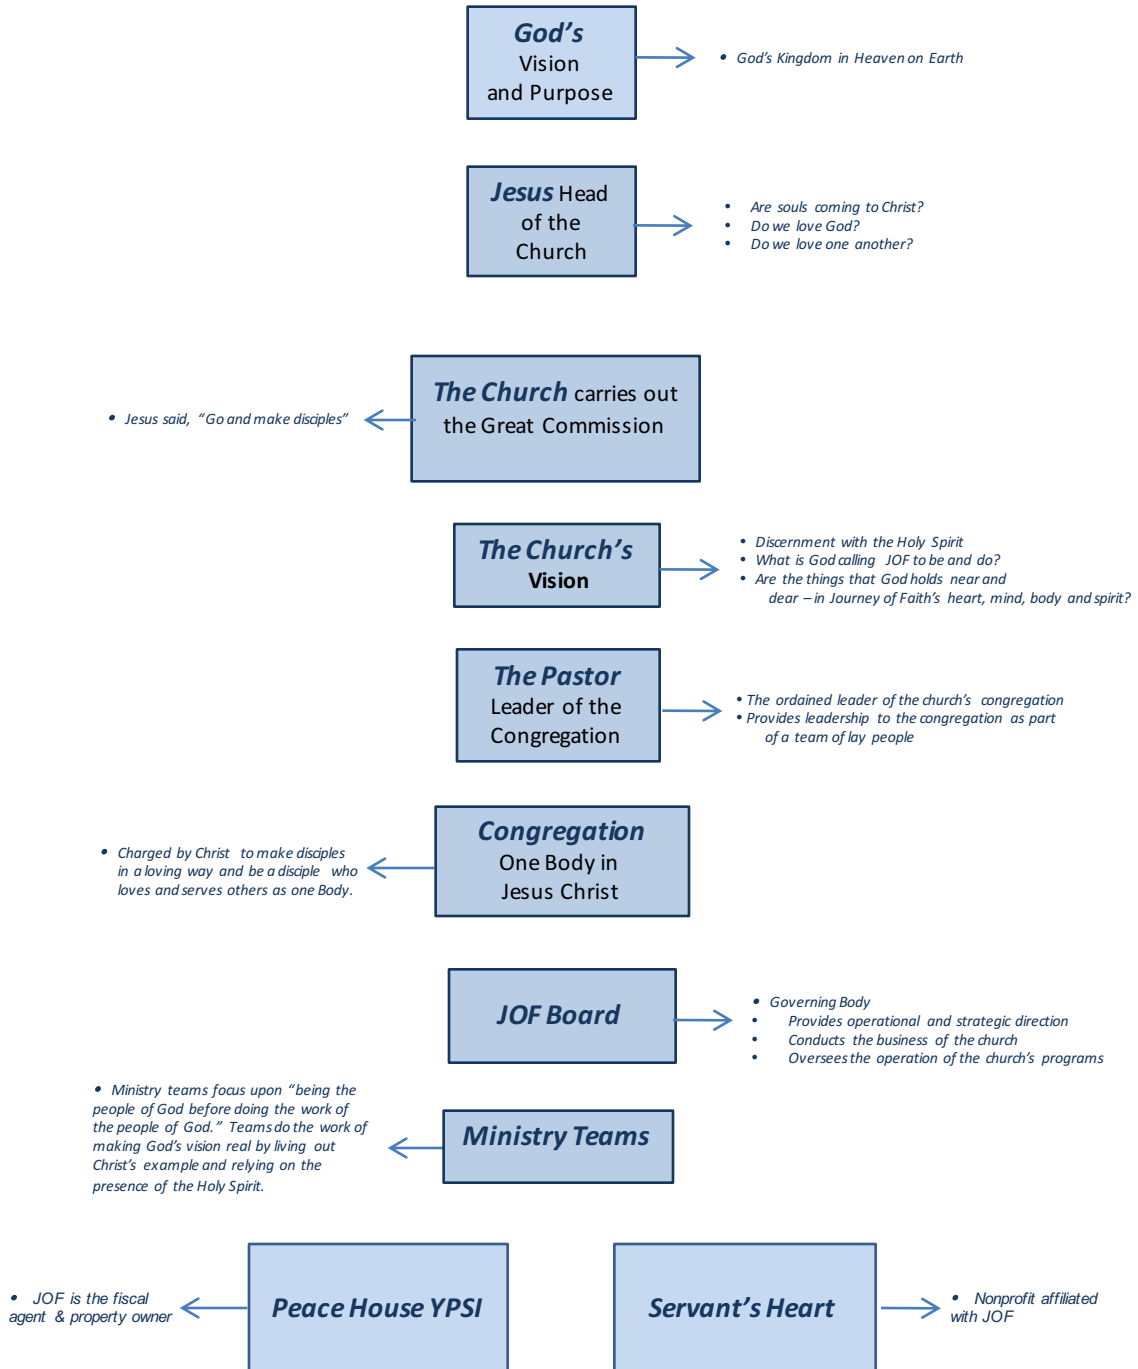 God's
Vision
and Purpose
• God's Kingdom in Heaven on Earth
Jesus Head
of the
Church
• Are souls coming to Christ?
• Do we love God?
• Do we love one another?
The Church carries out
the Great Commission
• Jesus said, "Go and make disciples"
The Church's
Vision
• Discernment with the Holy Spirit
• What is God calling JOF to be and do?
• Are the things that God holds near and
dear – in Journey of Faith's heart, mind, body and spirit?
The Pastor
Leader of the
Congregation
• The ordained leader of the church's congregation
• Provides leadership to the congregation as part
of a team of lay people
Congregation
One Body in
Jesus Christ
• Charged by Christ to make disciples
in a loving way and be a disciple who
loves and serves others as one Body.
JOF Board
• Governing Body
• Provides operational and strategic direction
• Conducts the business of the church
• Oversees the operation of the church's programs
• Ministry teams focus upon "being the
people of God before doing the work of
the people of God." Teams do the work of
making God's vision real by living out
Christ's example and relying on the
presence of the Holy Spirit.
Ministry Teams
• JOF is the fiscal
agent & property owner
Peace House YPSI
Servant's Heart
• Nonprofit affiliated
with JOF